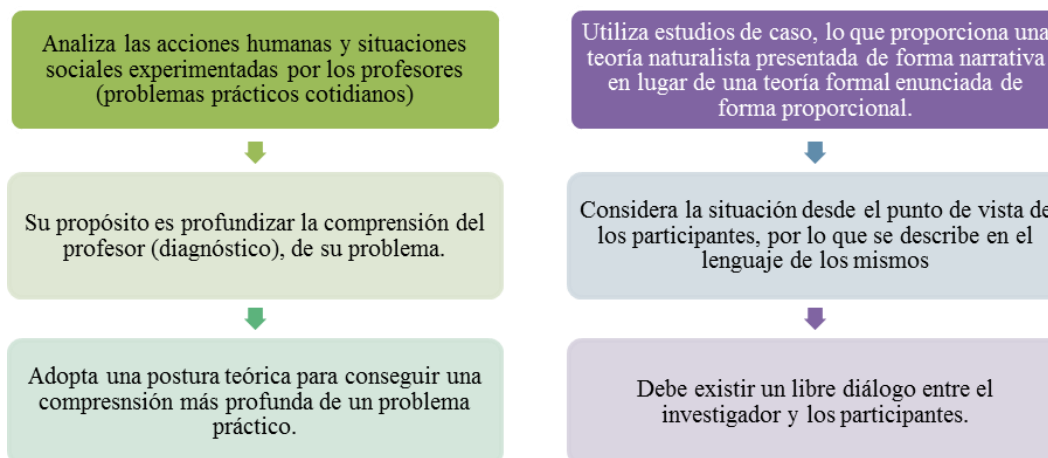 Analiza las acciones humanas y situaciones
sociales experimentadas por los profesores
(problemas prácticos cotidianos)
Su propósito es profundizar la comprensión del
profesor (diagnóstico), de su problema.
Adopta una postura teórica para conseguir una
compresnsión más profunda de un problema
práctico.
Utiliza estudios de caso, lo que proporciona una
teoría naturalista presentada de forma narrativa
en lugar de una teoría formal enunciada de
forma proporcional.
Considera la situación desde el punto de vista de
los participantes, por lo que se describe en el
lenguaje de los mismos
Debe existir un libre diálogo entre el
investigador y los participantes.